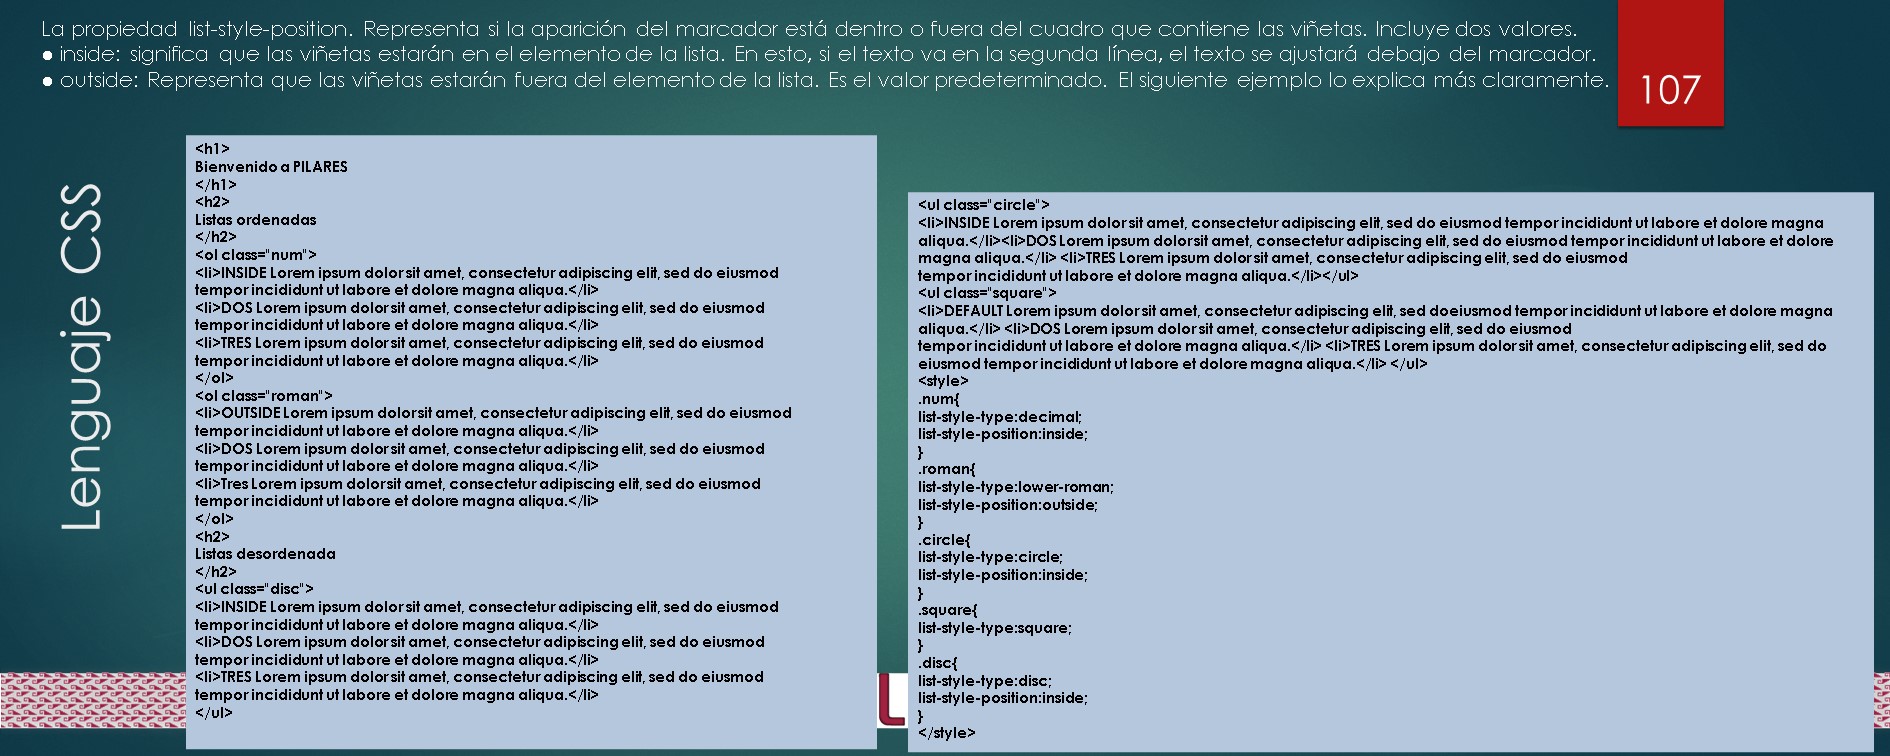 La propiedad list-style-position. Representa si la aparición del marcador está dentro o fuera del cuadro que contiene las viñetas. Incluye dos valores.
● inside: significa que las viñetas estarán en el elemento de la lista. En esto, si el texto va en la segunda línea, el texto se ajustará debajo del marcador.
● outside: Representa que las viñetas estarán fuera del elemento de la lista. Es el valor predeterminado. El siguiente ejemplo lo explica más claramente.
107
Lenguaje CSS
<h1>
Bienvenido a PILARES
</h1>
<h2>
Listas ordenadas
</h2>
<ol class="num">
<li>INSIDE Lorem ipsum dolor sit amet, consectetur adipiscing elit, sed do eiusmod
tempor incididunt ut labore et dolore magna aliqua.</li>
<li>DOS Lorem ipsum dolor sit amet, consectetur adipiscing elit, sed do eiusmod
tempor incididunt ut labore et dolore magna aliqua.</li>
<li>TRES Lorem ipsum dolor sit amet, consectetur adipiscing elit, sed do eiusmod
tempor incididunt ut labore et dolore magna aliqua.</li>
</ol>
<ol class="roman">
<li>OUTSIDE Lorem ipsum dolor sit amet, consectetur adipiscing elit, sed do eiusmod
tempor incididunt ut labore et dolore magna aliqua.</li>
<li>DOS Lorem ipsum dolor sit amet, consectetur adipiscing elit, sed do eiusmod
tempor incididunt ut labore et dolore magna aliqua.</li>
<li>Tres Lorem ipsum dolor sit amet, consectetur adipiscing elit, sed do eiusmod
tempor incididunt ut labore et dolore magna aliqua.</li>
</ol>
<h2>
Listas desordenada
</h2>
<ul class="disc">
<li>INSIDE Lorem ipsum dolor sit amet, consectetur adipiscing elit, sed do eiusmod
tempor incididunt ut labore et dolore magna aliqua.</li>
<li>DOS Lorem ipsum dolor sit amet, consectetur adipiscing elit, sed do eiusmod
tempor incididunt ut labore et dolore magna aliqua.</li>
<li>TRES Lorem ipsum dolor sit amet, consectetur adipiscing elit, sed do eiusmod
tempor incididunt ut labore et dolore magna aliqua.</li>
</ul>
<ul class="circle">
<li>INSIDE Lorem ipsum dolor sit amet, consectetur adipiscing elit, sed do eiusmod tempor incididunt ut labore et dolore magna
aliqua.</li><li>DOS Lorem ipsum dolor sit amet, consectetur adipiscing elit, sed do eiusmod tempor incididunt ut labore et dolore
magna aliqua.</li> <li>TRES Lorem ipsum dolor sit amet, consectetur adipiscing elit, sed do eiusmod
tempor incididunt ut labore et dolore magna aliqua.</li></ul>
<ul class="square">
<li>DEFAULT Lorem ipsum dolor sit amet, consectetur adipiscing elit, sed doeiusmod tempor incididunt ut labore et dolore magna
aliqua.</li> <li>DOS Lorem ipsum dolor sit amet, consectetur adipiscing elit, sed do eiusmod
tempor incididunt ut labore et dolore magna aliqua.</li> <li>TRES Lorem ipsum dolor sit amet, consectetur adipiscing elit, sed do
eiusmod tempor incididunt ut labore et dolore magna aliqua.</li> </ul>
<style>
.num{
list-style-type:decimal;
list-style-position:inside;
}
.roman{
list-style-type:lower-roman;
list-style-position:outside;
}
.circle{
list-style-type:circle;
list-style-position:inside;
}
.square{
list-style-type:square;
}
.disc{
list-style-type:disc;
list-style-position:inside;
}
</style>